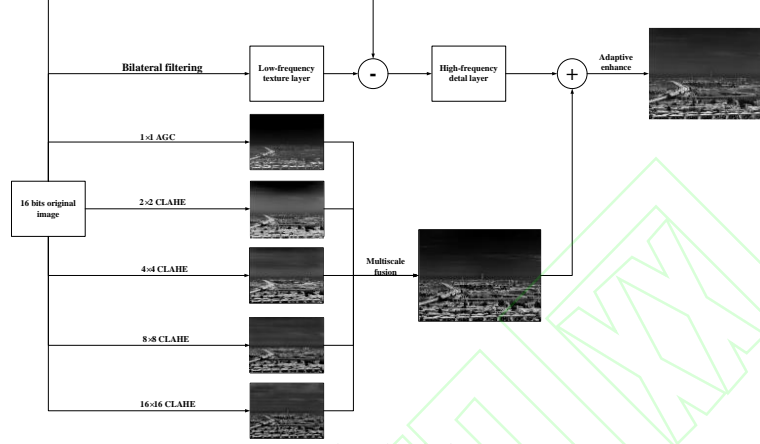 Bilateral filtering
Low-frequency
texture layer
-
High-frequency
detal layer
+
Adaptive
enhance
1×1 AGC
16 bits original
image
2×2 CLAHE
4×4 CLAHE
Multiscale
fusion
8×8 CLAHE
16×16 CLAHE